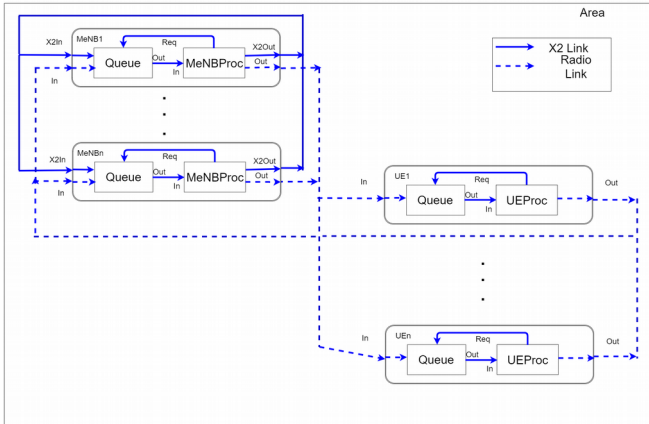 Area
X2 Link
Radio
Link
X2In
MeNB1
Req
X2Out
Queue
Out
In
MeNBProc
Out
In
X2In
MeNBn
Req
X2Out
Queue
Out
In
MeNBProc
Out
In
In
UE1
Req
Out
Queue
Out
In
UEProc
In
UEn
Req
Out
Queue
Out
In
UEProc